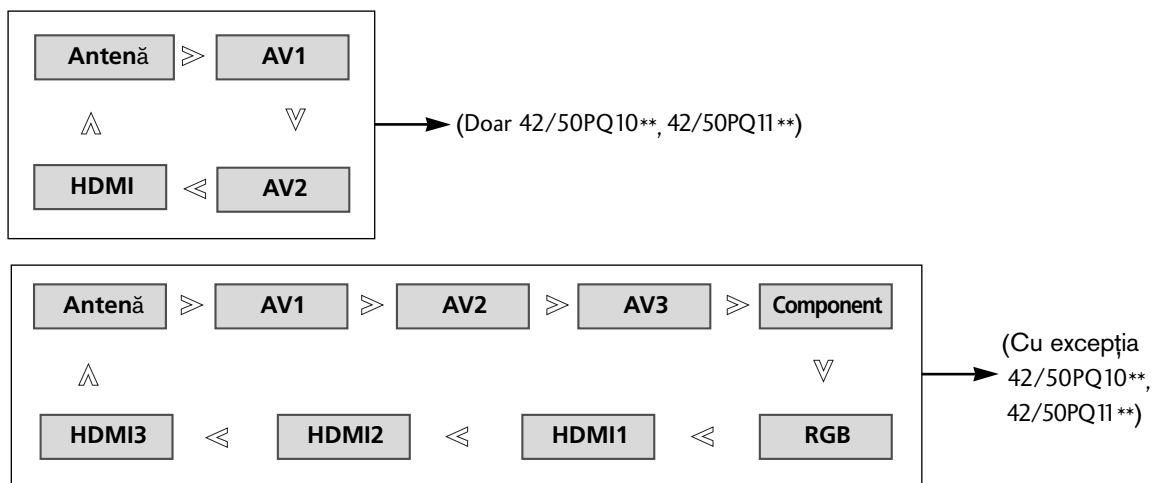 Antenă AV1
(Doar 42/50PQ10**, 42/50PQ11**)
HDMI AV2
Antenă AV1 AV2 AV3 Component
(Cu excepția
42/50PQ10**,
42/50PQ11**)
HDMI3 HDMI2 HDMI1 RGB